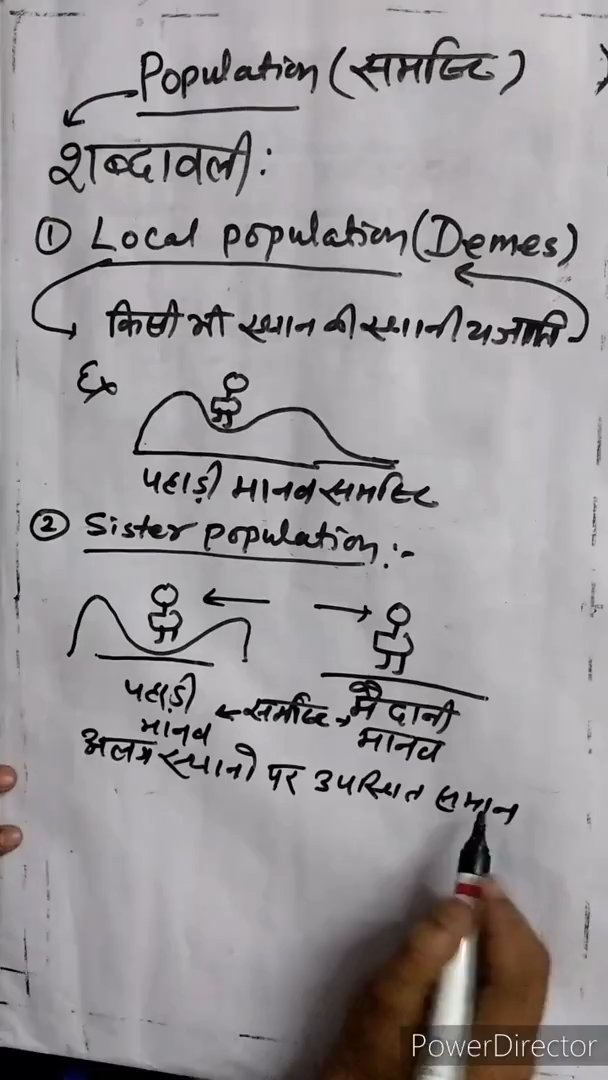 Population (समष्टि)
शब्दावली:
① Local population (Demes)
किसी भी स्थान की स्थानीय जाति
Ex
पहाड़ी मानव समष्टि
② Sister population :-
पहाड़ी मानव ← समष्टि → मैदानी मानव
अलग स्थानो पर उपस्थित समान
PowerDirector